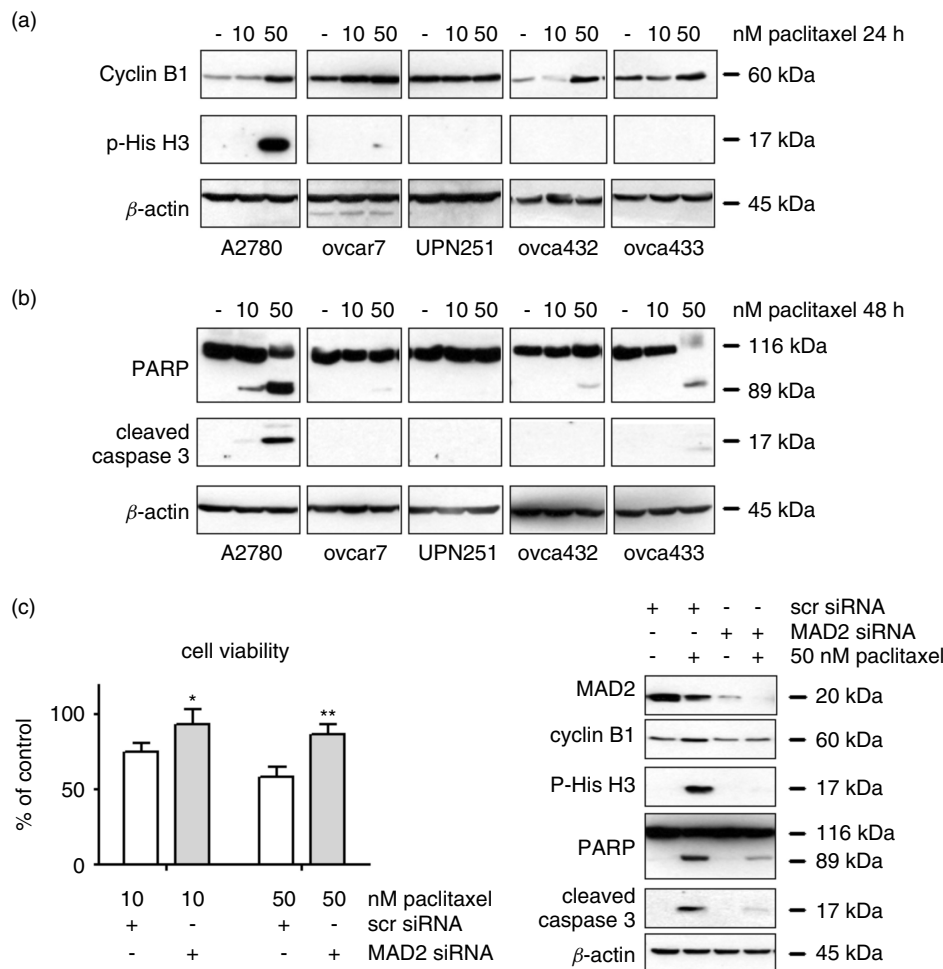 (a)
- 10 50 - 10 50 - 10 50 - 10 50 - 10 50 nM paclitaxel 24 h
Cyclin B1 – 60 kDa
p-His H3 – 17 kDa
β-actin – 45 kDa
A2780 ovcar7 UPN251 ovca432 ovca433
(b)
- 10 50 - 10 50 - 10 50 - 10 50 - 10 50 nM paclitaxel 48 h
PARP – 116 kDa
– 89 kDa
cleaved
caspase 3 – 17 kDa
β-actin – 45 kDa
A2780 ovcar7 UPN251 ovca432 ovca433
(c)
cell viability
% of control
100
50
0
* **
10 10 50 50 nM paclitaxel
+ - + - scr siRNA
- + - + MAD2 siRNA
+ + - - scr siRNA
- - + + MAD2 siRNA
- + - + 50 nM paclitaxel
MAD2 – 20 kDa
cyclin B1 – 60 kDa
P-His H3 – 17 kDa
PARP – 116 kDa
– 89 kDa
cleaved
caspase 3 – 17 kDa
β-actin – 45 kDa